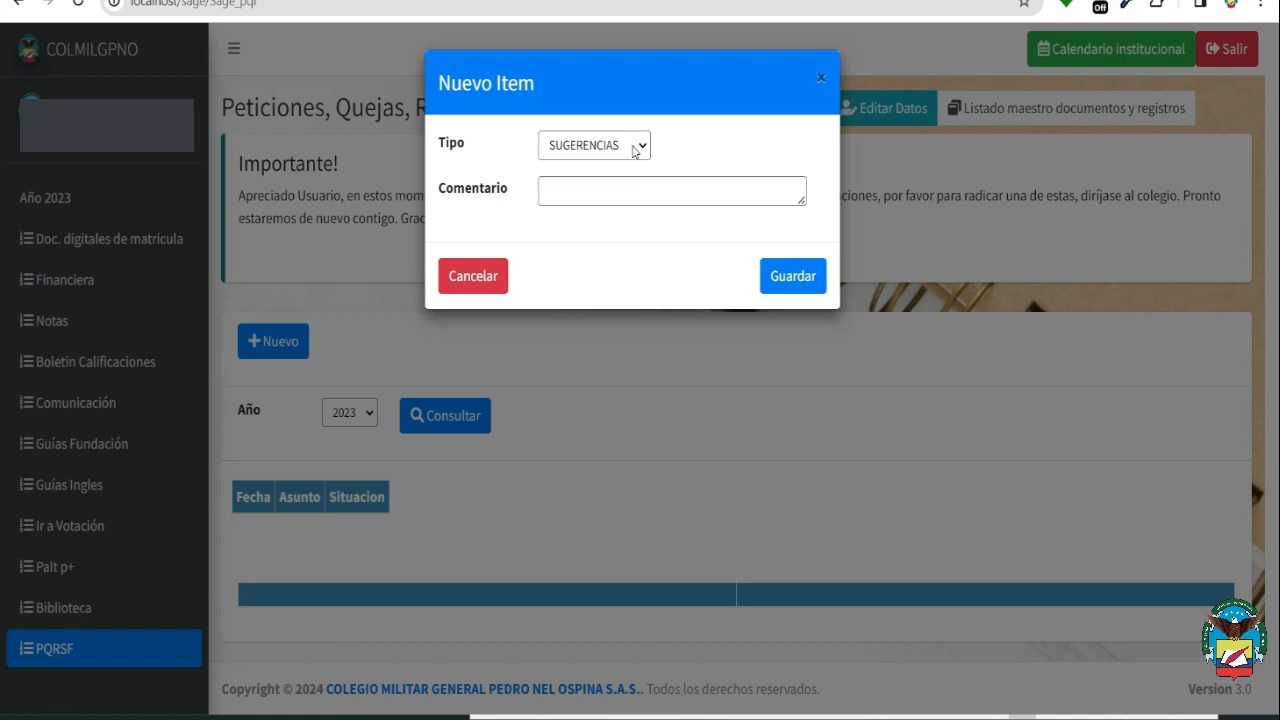 localhost/sage/Sage_pqr
Off
COLMILGPNO
Calendario institucional
Salir
Peticiones, Quejas, R
Editar Datos
Listado maestro documentos y registros
Nuevo Item
x
Tipo
SUGERENCIAS
Comentario
Cancelar
Guardar
Importante!
Apreciado Usuario, en estos mom
ciones, por favor para radicar una de estas, diríjase al colegio. Pronto
estaremos de nuevo contigo. Grac
Año 2023
Doc. digitales de matricula
Financiera
Notas
Boletin Calificaciones
Comunicación
Guías Fundación
Guías Ingles
Ir a Votación
Palt p+
Biblioteca
PQRSF
Nuevo
Año
2023
Consultar
Fecha Asunto Situacion
Copyright © 2024 COLEGIO MILITAR GENERAL PEDRO NEL OSPINA S.A.S.. Todos los derechos reservados.
Version 3.0